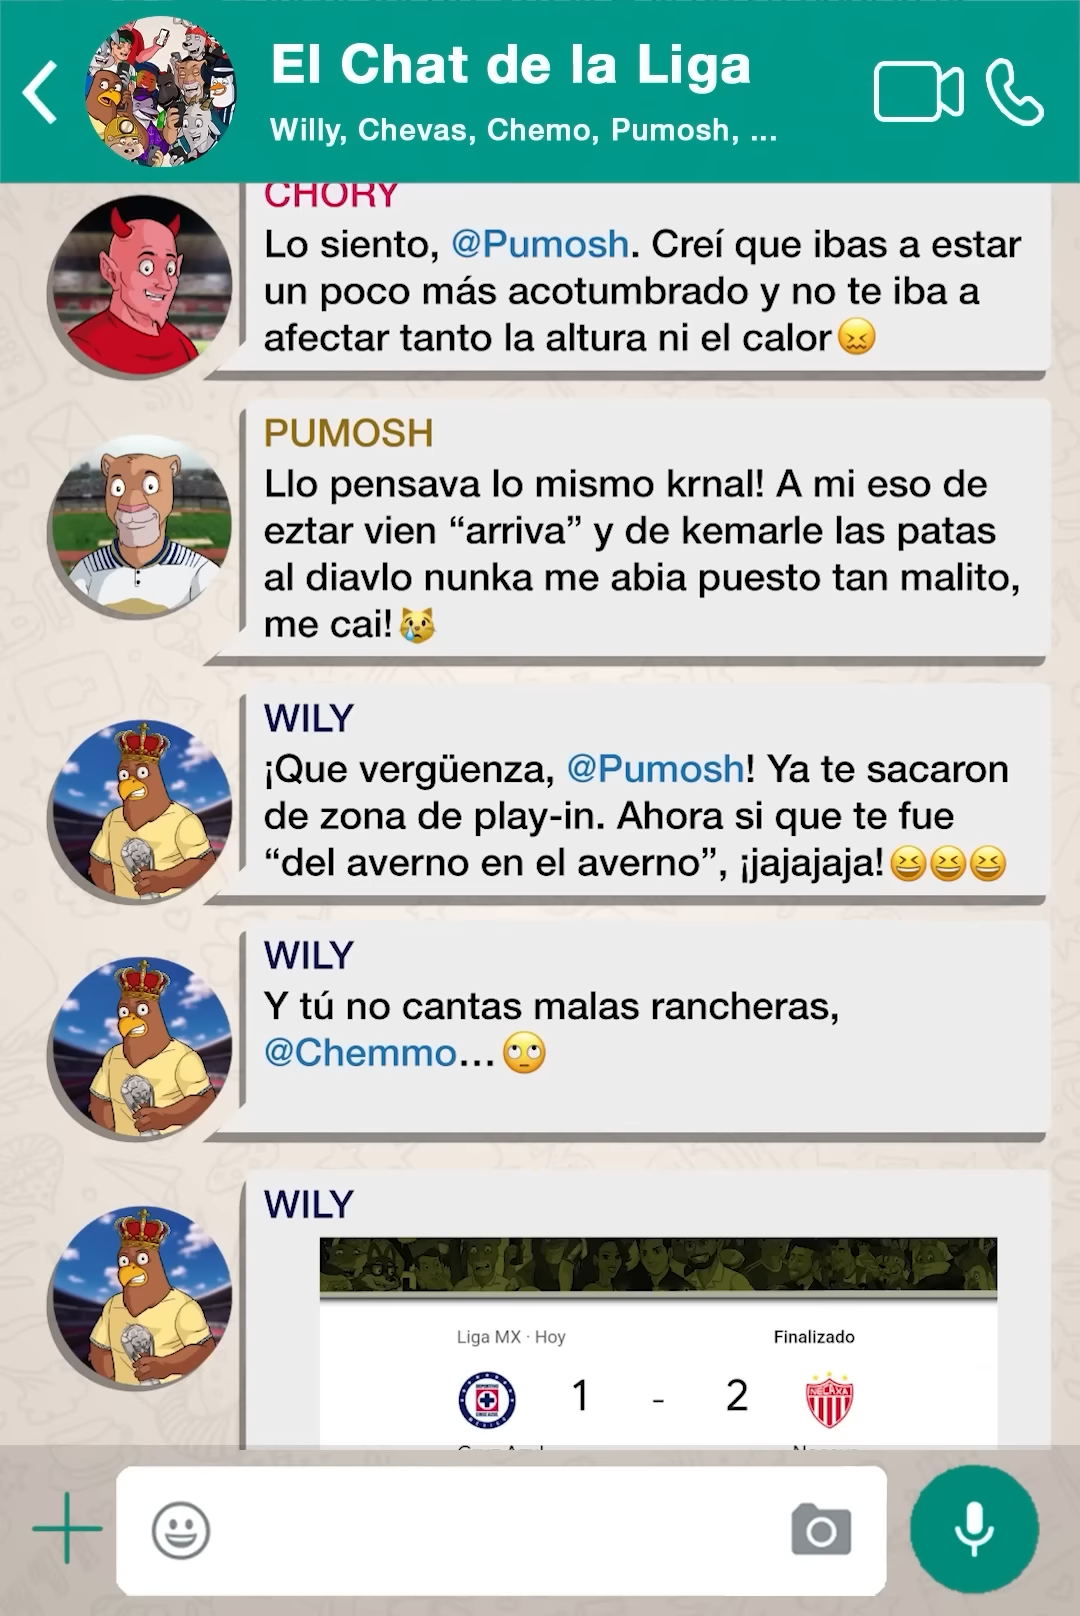 El Chat de la Liga
Willy, Chevas, Chemo, Pumosh, ...
CHORY
Lo siento, @Pumosh. Creí que ibas a estar
un poco más acotumbrado y no te iba a
afectar tanto la altura ni el calor😖
PUMOSH
Llo pensava lo mismo krnal! A mi eso de
eztar vien “arriva” y de kemarle las patas
al diavlo nunka me abia puesto tan malito,
me cai!😿
WILY
¡Que vergüenza, @Pumosh! Ya te sacaron
de zona de play-in. Ahora si que te fue
“del averno en el averno”, ¡jajajaja!😆😆😆
WILY
Y tú no cantas malas rancheras,
@Chemmo...🙄
WILY
Liga MX · Hoy Finalizado
1 - 2
NECAXA